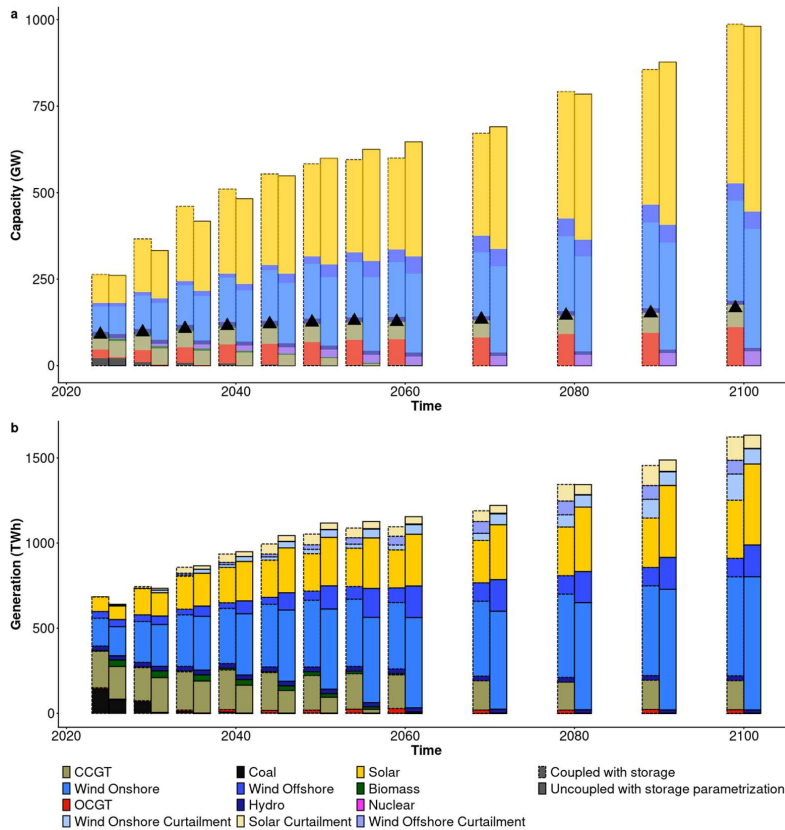 a
1000
750
500
250
0
Capacity (GW)
2020
2040
2060
2080
2100
Time
b
1500
1000
500
0
Generation (TWh)
2020
2040
2060
2080
2100
Time
CCGT
Coal
Solar
Coupled with storage
Wind Onshore
Wind Offshore
Biomass
Uncoupled with storage parametrization
OCGT
Hydro
Nuclear
Wind Onshore Curtailment
Solar Curtailment
Wind Offshore Curtailment